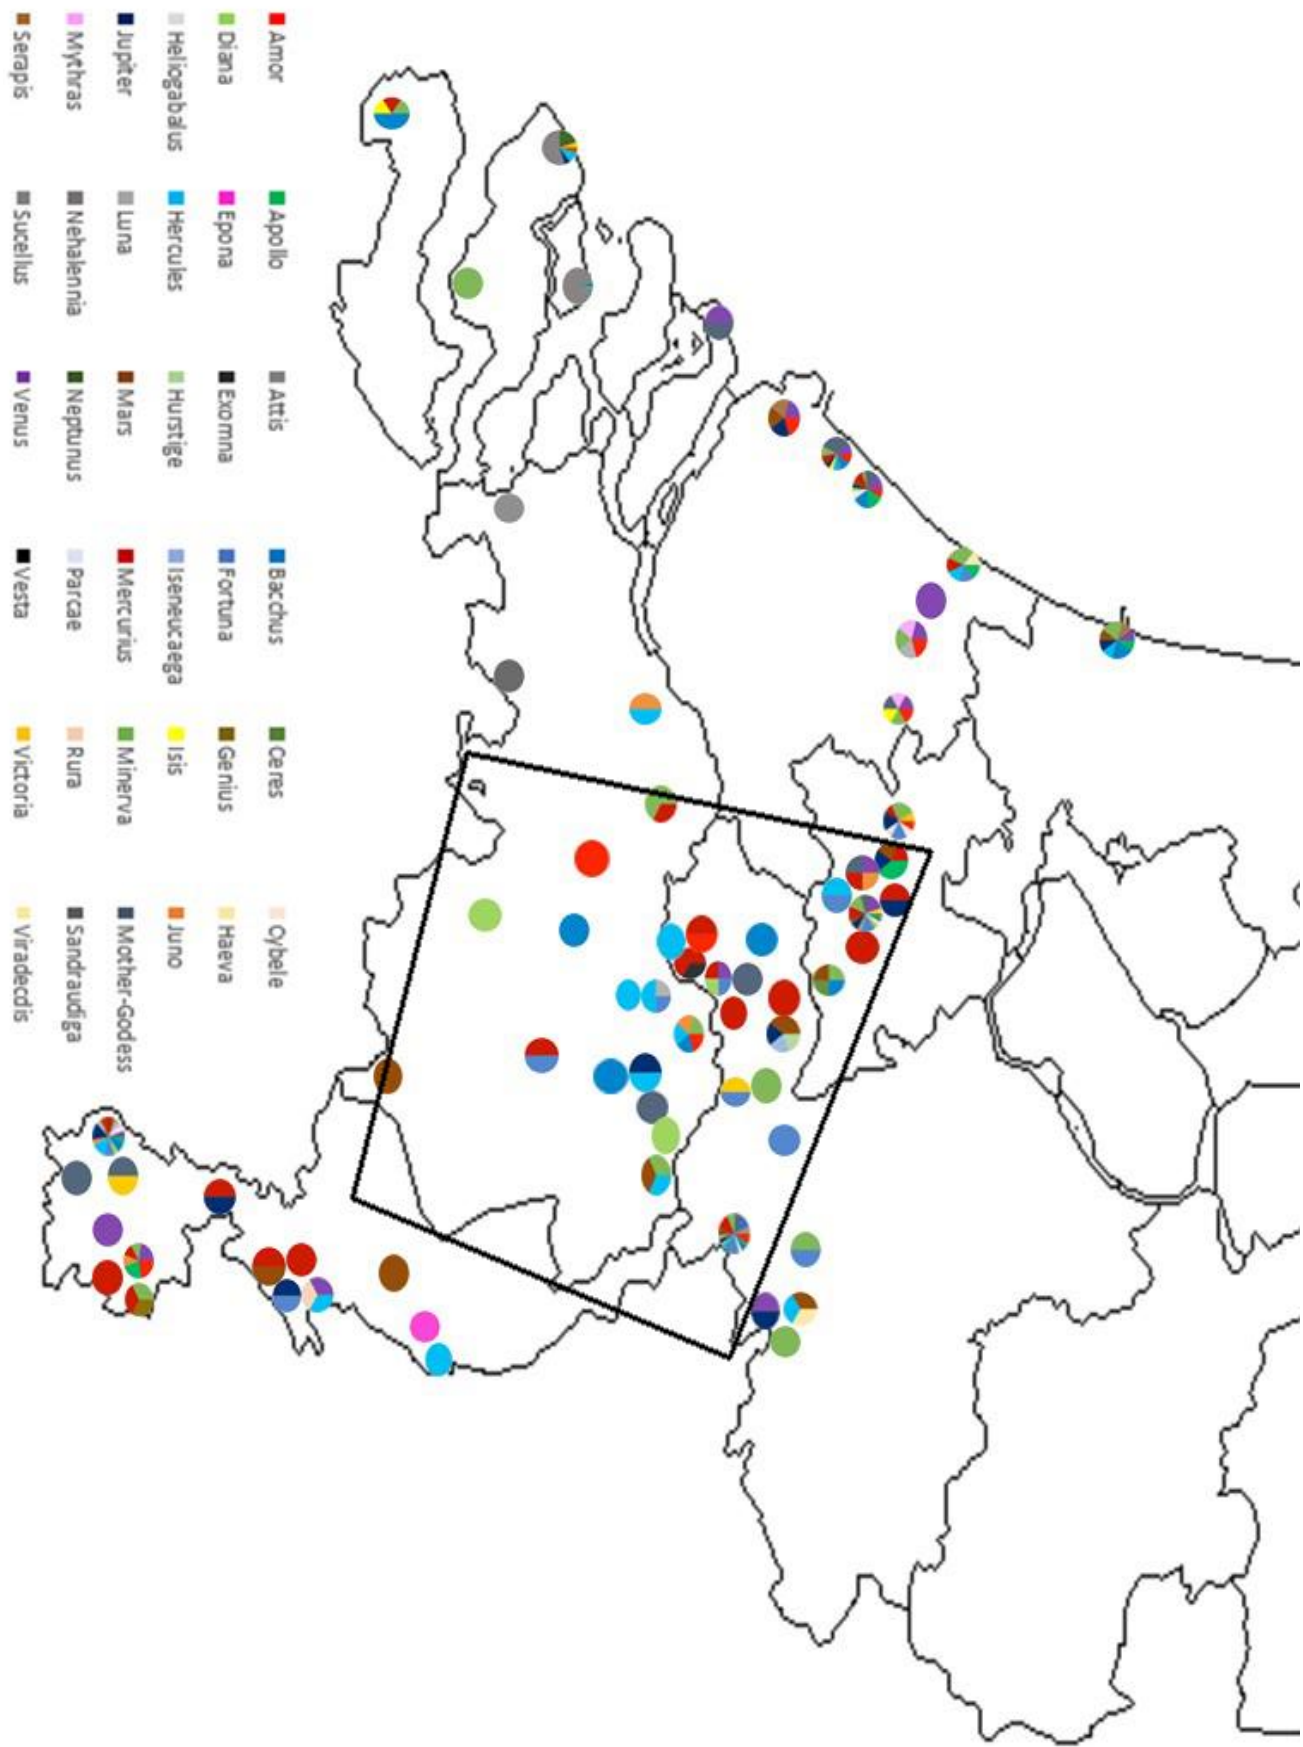 Amor Apollo Attis Bacchus Ceres Cybele
Diana Epona Exomna Fortuna Genius Haeva
Heliogabalus Hercules Hurstige Iseneucaega Isis Juno
Jupiter Luna Mars Mercurius Minerva Mother-Godess
Mythras Nehalennia Neptunus Parcae Rura Sandraudiga
Serapis Sucellus Venus Vesta Victoria Viradecdis